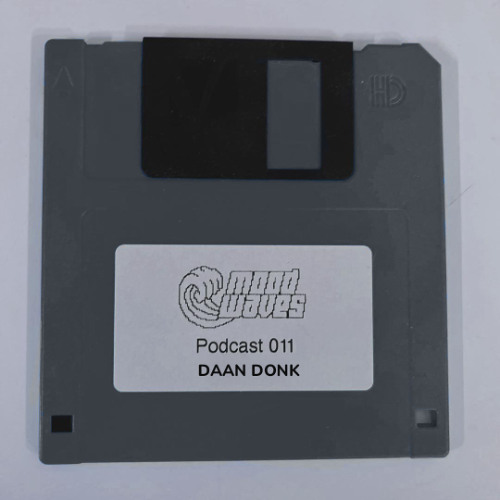 HD
mood
waves
Podcast 011
DAAN DONK